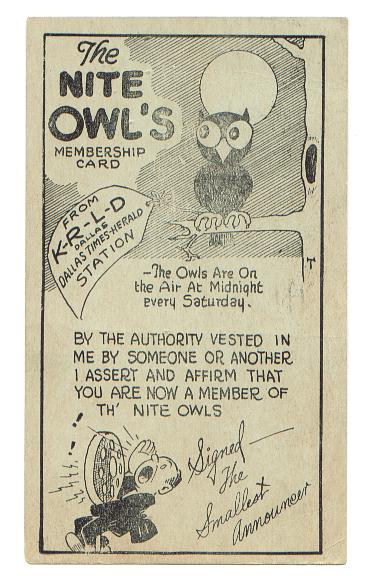 The
NITE
OWL'S
MEMBERSHIP
CARD
FROM
K-R-L-D
DALLAS
DALLAS TIMES-HERALD
STATION
-The Owls Are On
the Air At Midnight
every Saturday.
BY THE AUTHORITY VESTED IN
ME BY SOMEONE OR ANOTHER
I ASSERT AND AFFIRM THAT
YOU ARE NOW A MEMBER OF
TH' NITE OWLS
Signed —
The
Smallest
Announcer